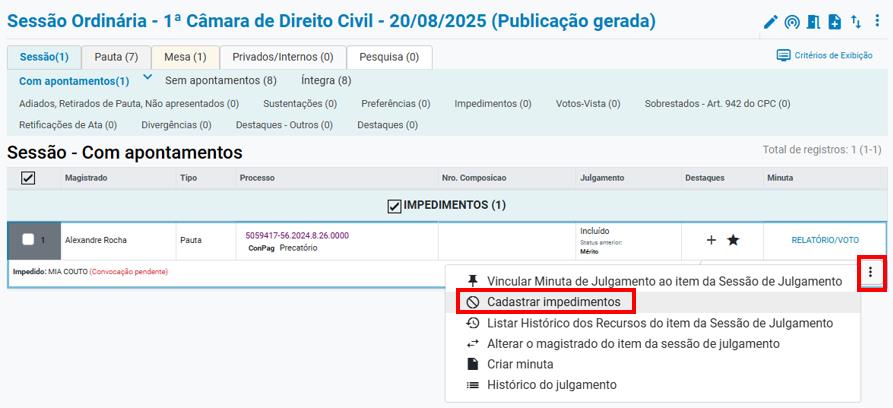 Sessão Ordinária - 1ª Câmara de Direito Civil - 20/08/2025 (Publicação gerada)
Sessão(1) Pauta (7) Mesa (1) Privados/Internos (0) Pesquisa (0) Critérios de Exibição
Com apontamentos(1) Sem apontamentos (8) Íntegra (8)
Adiados, Retirados de Pauta, Não apresentados (0) Sustentações (0) Preferências (0) Impedimentos (0) Votos-Vista (0) Sobrestados - Art. 942 do CPC (0)
Retificações de Ata (0) Divergências (0) Destaques - Outros (0) Destaques (0)
Sessão - Com apontamentos
Total de registros: 1 (1-1)
Magistrado Tipo Processo Nro. Composicao Julgamento Destaques Minuta
IMPEDIMENTOS (1)
1 Alexandre Rocha Pauta 5059417-56.2024.8.26.0000 Incluído RELATÓRIO/VOTO
ConPag Precatório Status anterior:
Mérito
Impedido: MIA COUTO (Convocação pendente)
Vincular Minuta de Julgamento ao item da Sessão de Julgamento
Cadastrar impedimentos
Listar Histórico dos Recursos do item da Sessão de Julgamento
Alterar o magistrado do item da sessão de julgamento
Criar minuta
Histórico do julgamento